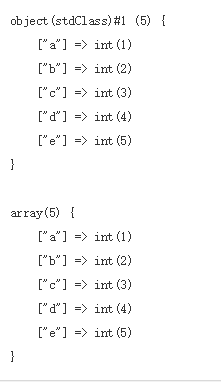 object(stdClass)#1 (5) {
    ["a"] => int(1)
    ["b"] => int(2)
    ["c"] => int(3)
    ["d"] => int(4)
    ["e"] => int(5)
}

array(5) {
    ["a"] => int(1)
    ["b"] => int(2)
    ["c"] => int(3)
    ["d"] => int(4)
    ["e"] => int(5)
}